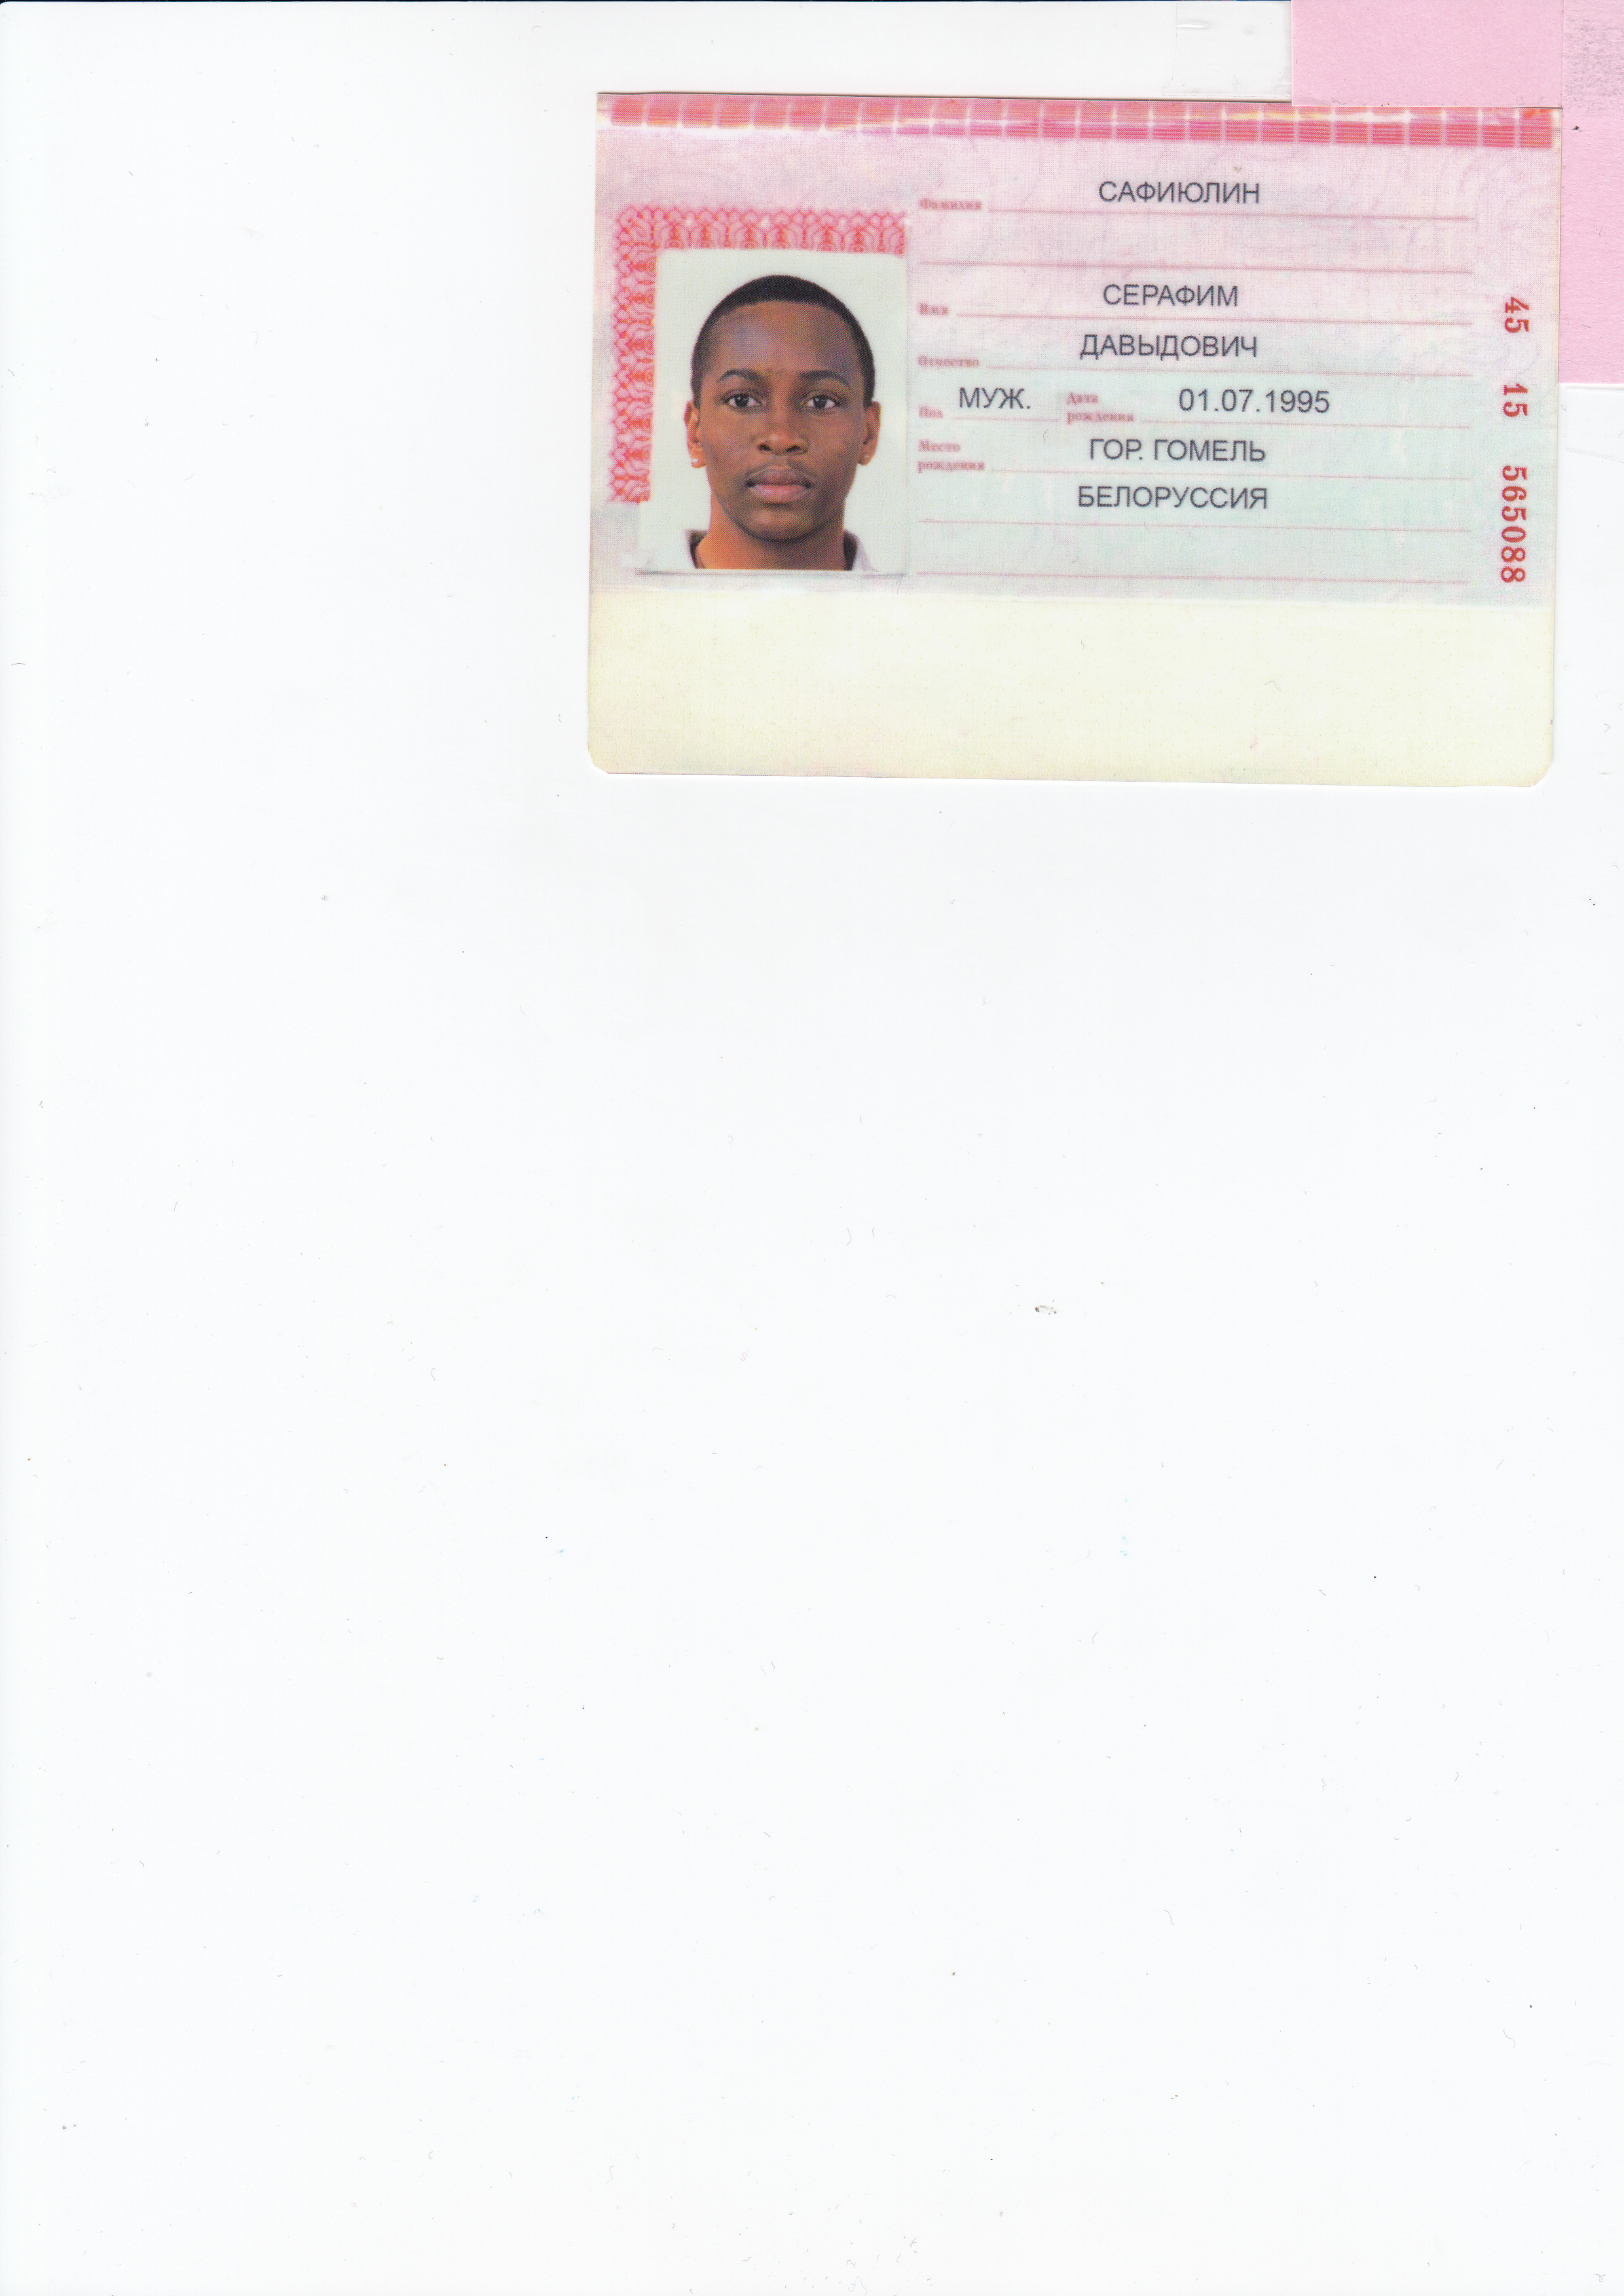 Фамилия САФИЮЛИН
Имя СЕРАФИМ
Отчество ДАВЫДОВИЧ
Пол МУЖ. Дата рождения 01.07.1995
Место рождения ГОР. ГОМЕЛЬ
БЕЛОРУССИЯ
45 15 565088